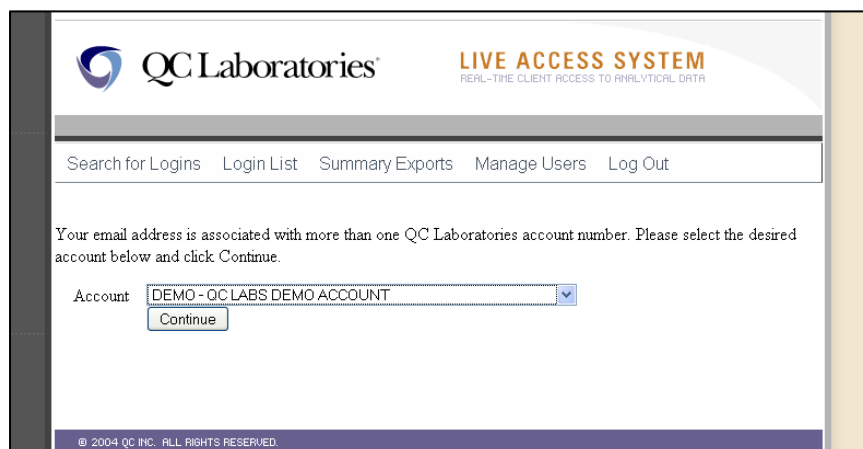 QC Laboratories
LIVE ACCESS SYSTEM
REAL-TIME CLIENT ACCESS TO ANALYTICAL DATA
Search for Logins Login List Summary Exports Manage Users Log Out
Your email address is associated with more than one QC Laboratories account number. Please select the desired
account below and click Continue.
Account DEMO - QC LABS DEMO ACCOUNT
Continue
© 2004 QC INC. ALL RIGHTS RESERVED.